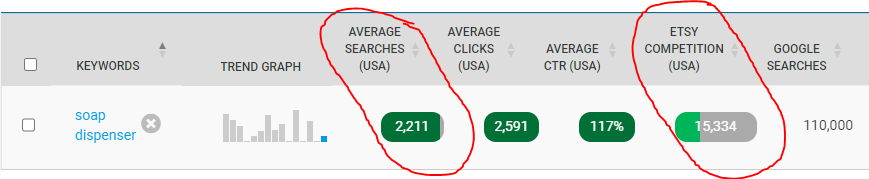 KEYWORDS
TREND GRAPH
AVERAGE
SEARCHES
(USA)
AVERAGE
CLICKS
(USA)
AVERAGE
CTR (USA)
ETSY
COMPETITION
(USA)
GOOGLE
SEARCHES
soap
dispenser
2,211
2,591
117%
15,334
110,000